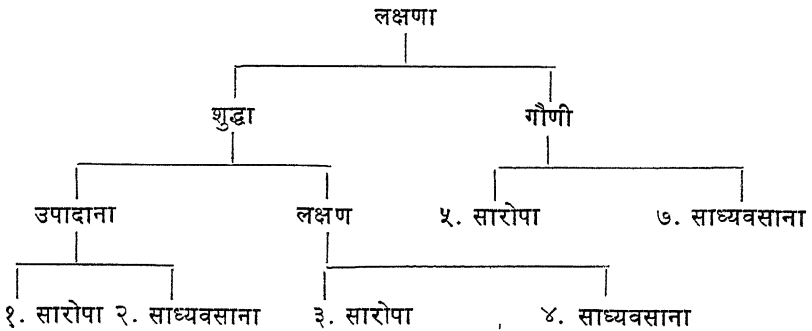 लक्षणा
शुद्धा गौणी
उपादाना लक्षण ५. सारोपा ७. साध्यवसाना
१. सारोपा २. साध्यवसाना ३. सारोपा ४. साध्यवसाना